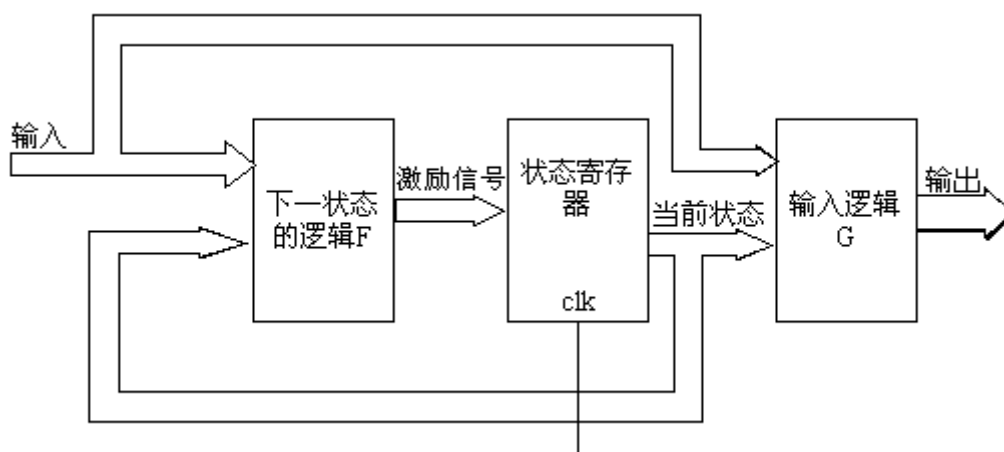 输入
下一状态
的逻辑F
激励信号
状态寄存
器
clk
当前状态
输入逻辑
G
输出